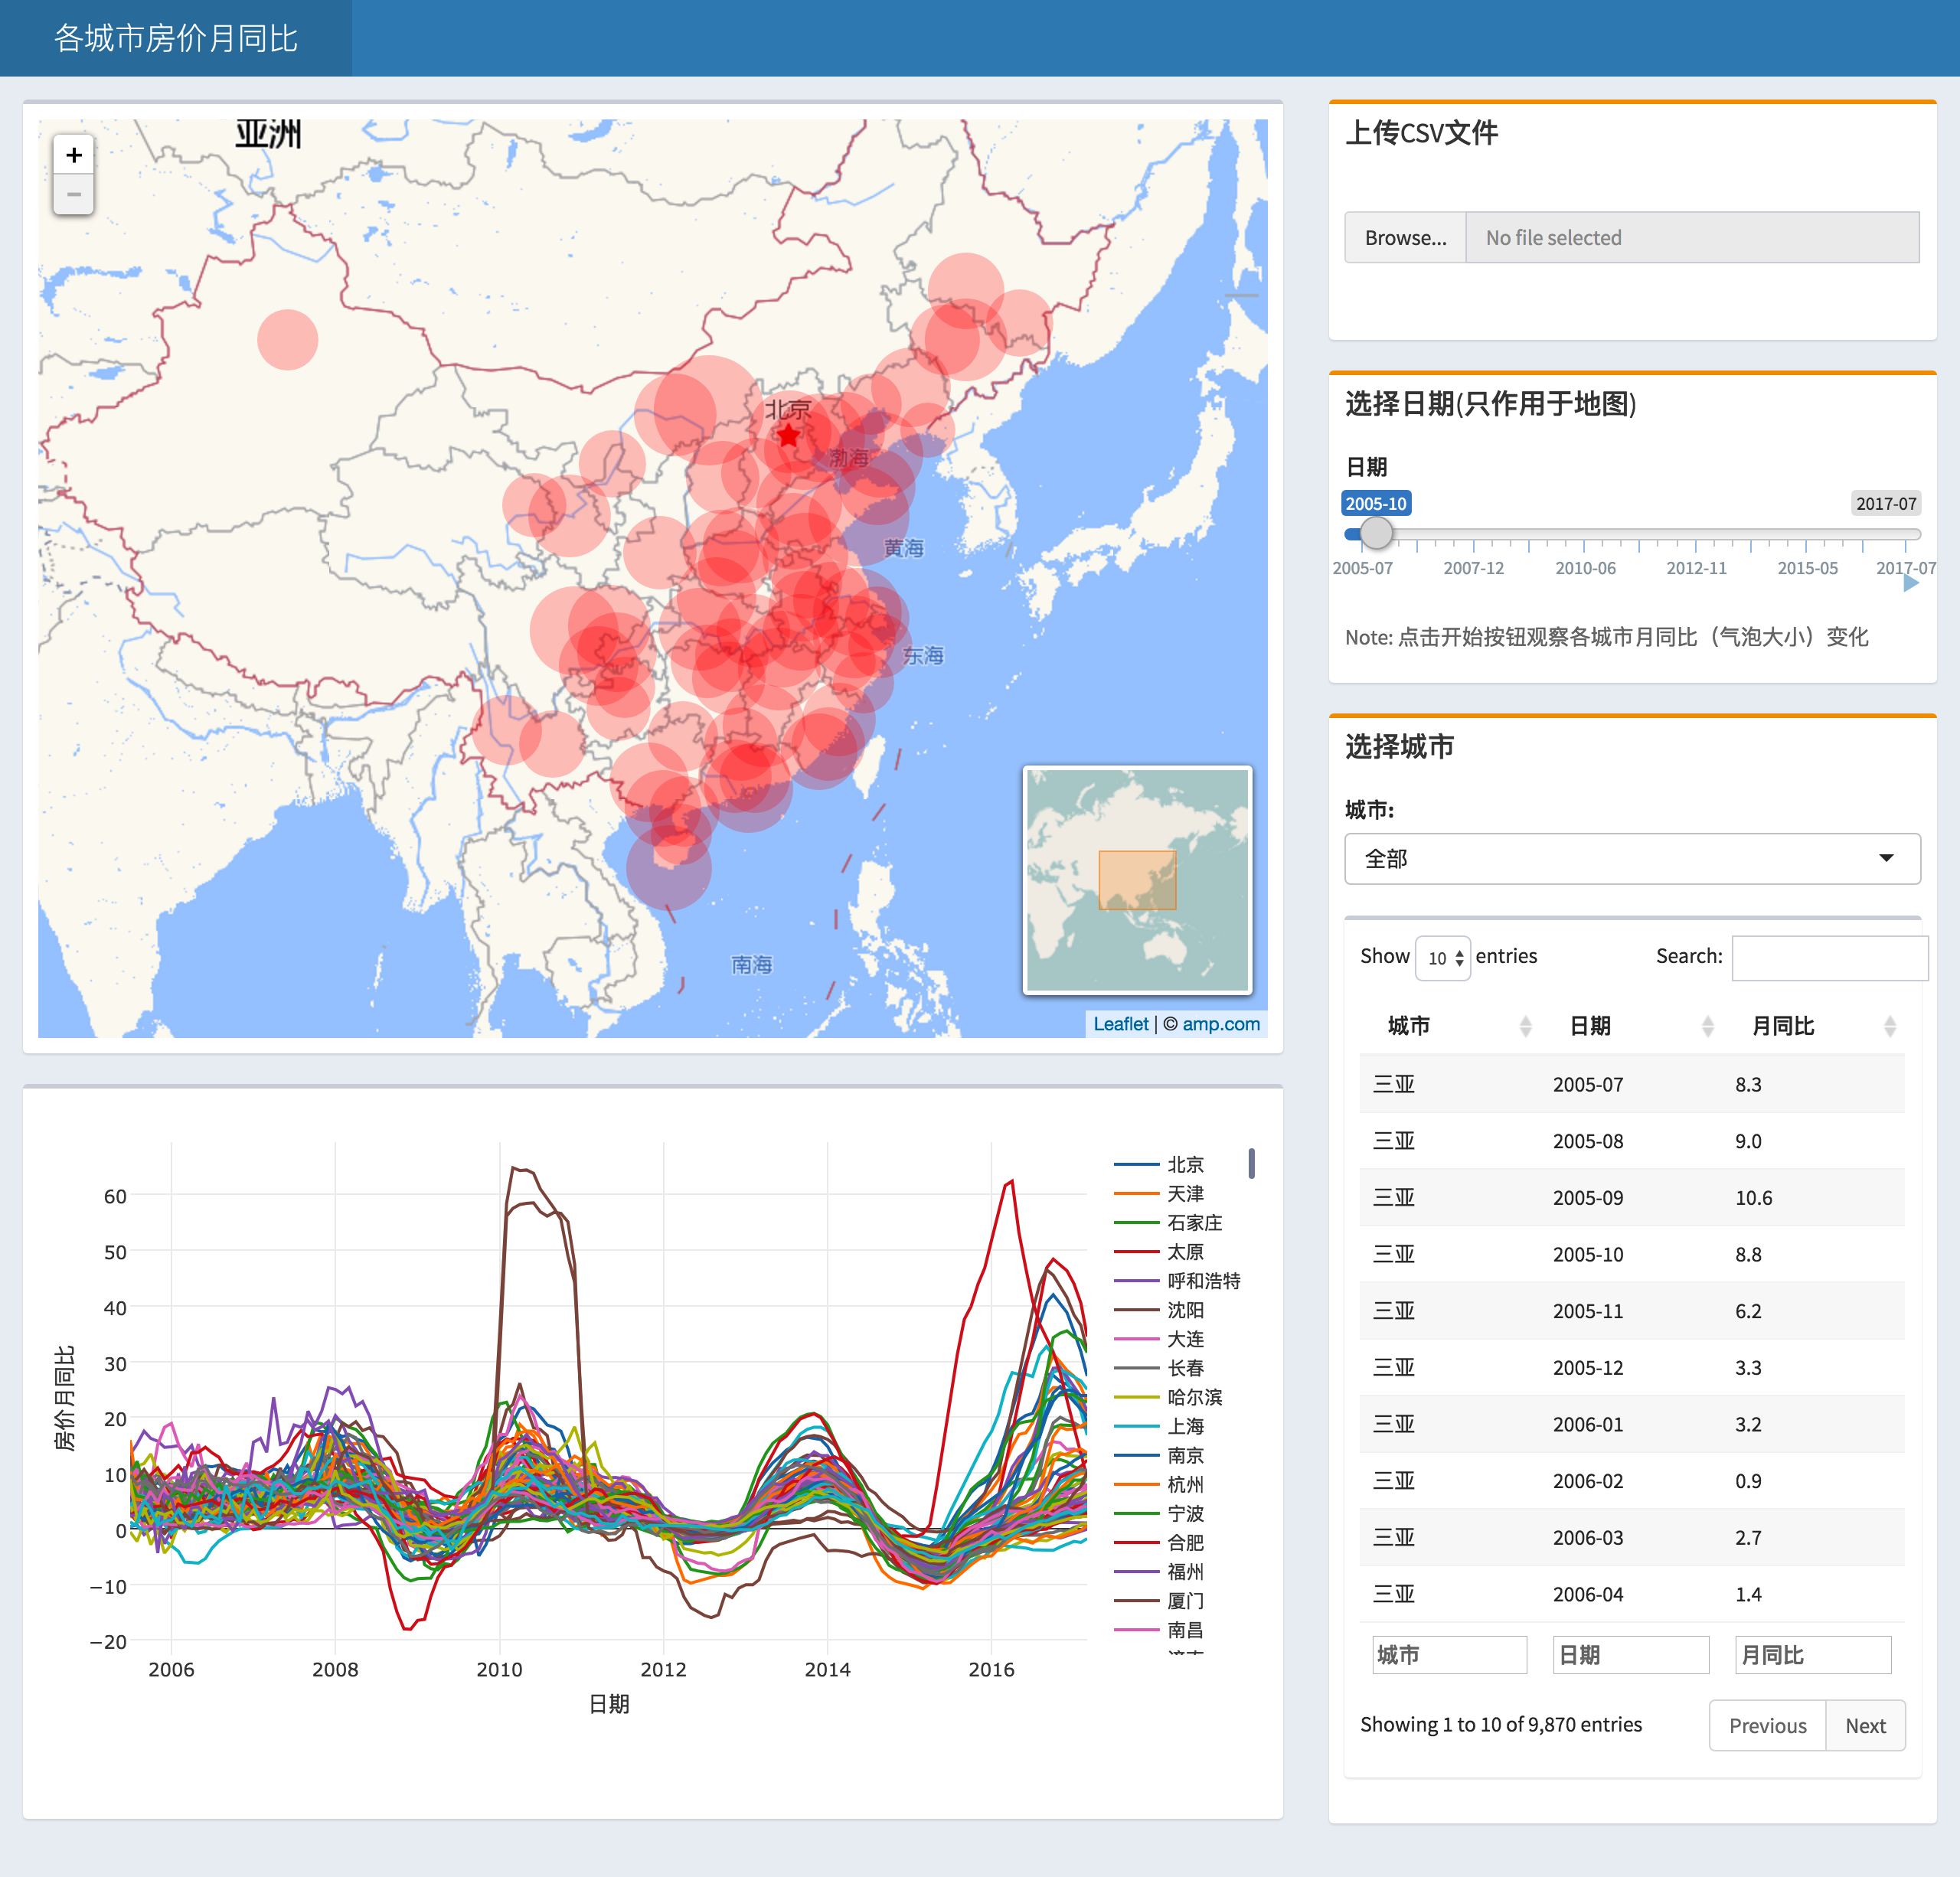 各城市房价月同比
亚洲
+
−
北京
渤海
黄海
东海
南海
Leaflet | © amp.com
上传CSV文件
Browse... No file selected
选择日期(只作用于地图)
日期
2005-10 2017-07
2005-07 2007-12 2010-06 2012-11 2015-05 2017-07
Note: 点击开始按钮观察各城市月同比（气泡大小）变化
选择城市
城市:
全部
Show 10 entries Search:
城市 日期 月同比
三亚 2005-07 8.3
三亚 2005-08 9.0
三亚 2005-09 10.6
三亚 2005-10 8.8
三亚 2005-11 6.2
三亚 2005-12 3.3
三亚 2006-01 3.2
三亚 2006-02 0.9
三亚 2006-03 2.7
三亚 2006-04 1.4
城市 日期 月同比
Showing 1 to 10 of 9,870 entries Previous Next
房价月同比
60
50
40
30
20
10
0
−10
−20
2006 2008 2010 2012 2014 2016
日期
北京
天津
石家庄
太原
呼和浩特
沈阳
大连
长春
哈尔滨
上海
南京
杭州
宁波
合肥
福州
厦门
南昌